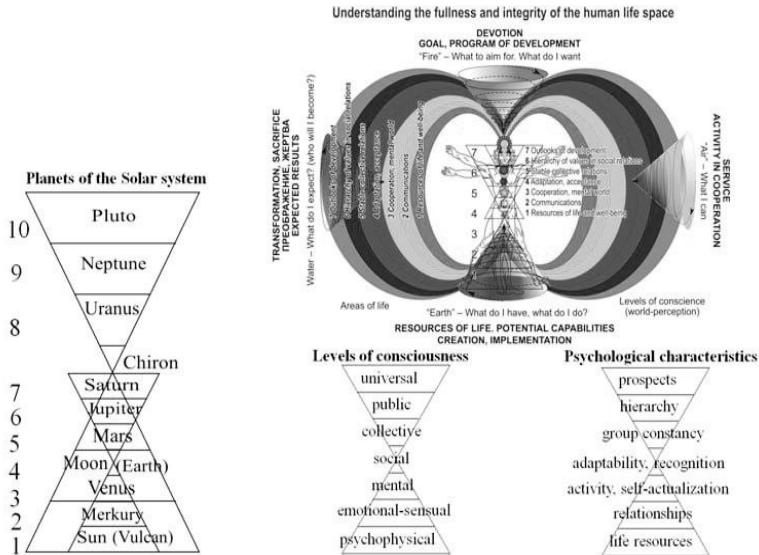 Understanding the fullness and integrity of the human life space
DEVOTION
GOAL, PROGRAM OF DEVELOPMENT
"Fire" – What to aim for. What do I want
TRANSFORMATION, SACRIFICE
ПРЕОБРАЖЕНИЕ, ЖЕРТВА
EXPECTED RESULTS
Water – What do I expect? (who will I become?)
3 Cooperation, mental world
2 Communications
7
6
5
4
3
2
7 Outlooks of development
6 Hierarchy of values in social relations
5 Stable collective relations
4 Adaptation, acceptance
3 Cooperation, mental world
2 Communications
1 Resources of life and well-being
SERVICE
ACTIVITY IN COOPERATION
"Air" – What I can
Areas of life
"Earth" – What do I have, what do I do?
Levels of conscience
(world-perception)
RESOURCES OF LIFE. POTENTIAL CAPABILITIES
CREATION, IMPLEMENTATION
Planets of the Solar system
10 Pluto
9 Neptune
8 Uranus
Chiron
7 Saturn
6 Jupiter
5 Mars
4 Moon (Earth)
3 Venus
2 Merkury
1 Sun (Vulcan)
Levels of consciousness
universal
public
collective
social
mental
emotional-sensual
psychophysical
Psychological characteristics
prospects
hierarchy
group constancy
adaptability, recognition
activity, self-actualization
relationships
life resources